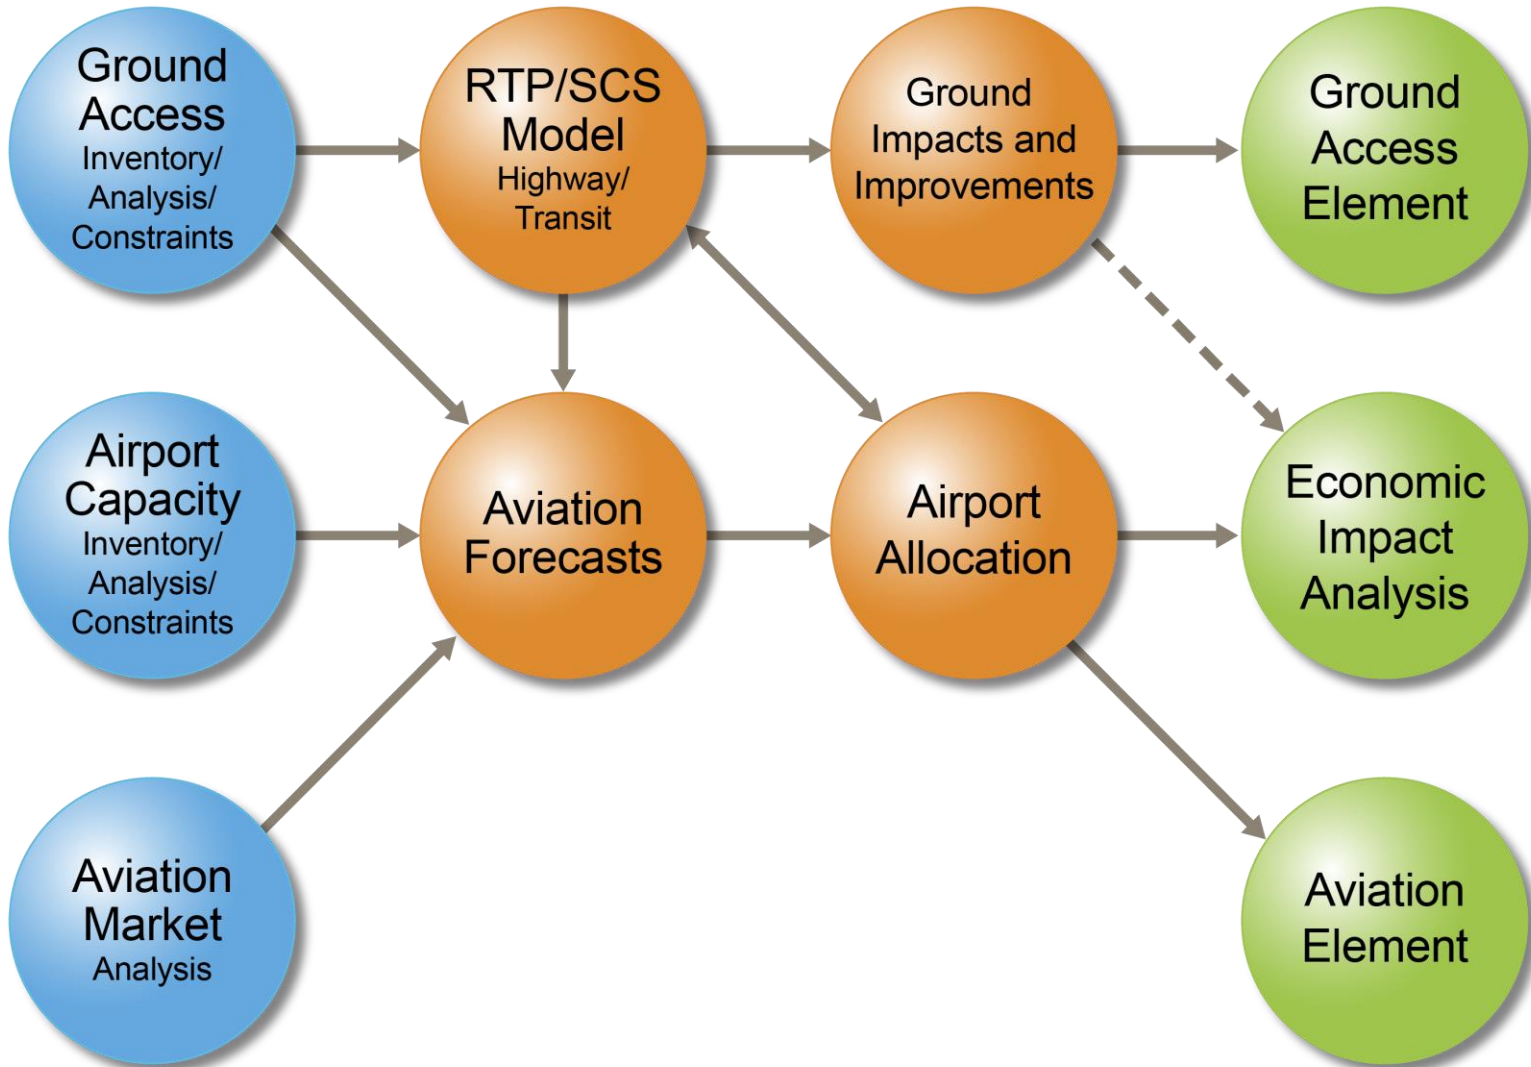 Ground
Access
Inventory/
Analysis/
Constraints
RTP/SCS
Model
Highway/
Transit
Ground
Impacts and
Improvements
Ground
Access
Element
Airport
Capacity
Inventory/
Analysis/
Constraints
Aviation
Forecasts
Airport
Allocation
Economic
Impact
Analysis
Aviation
Market
Analysis
Aviation
Element